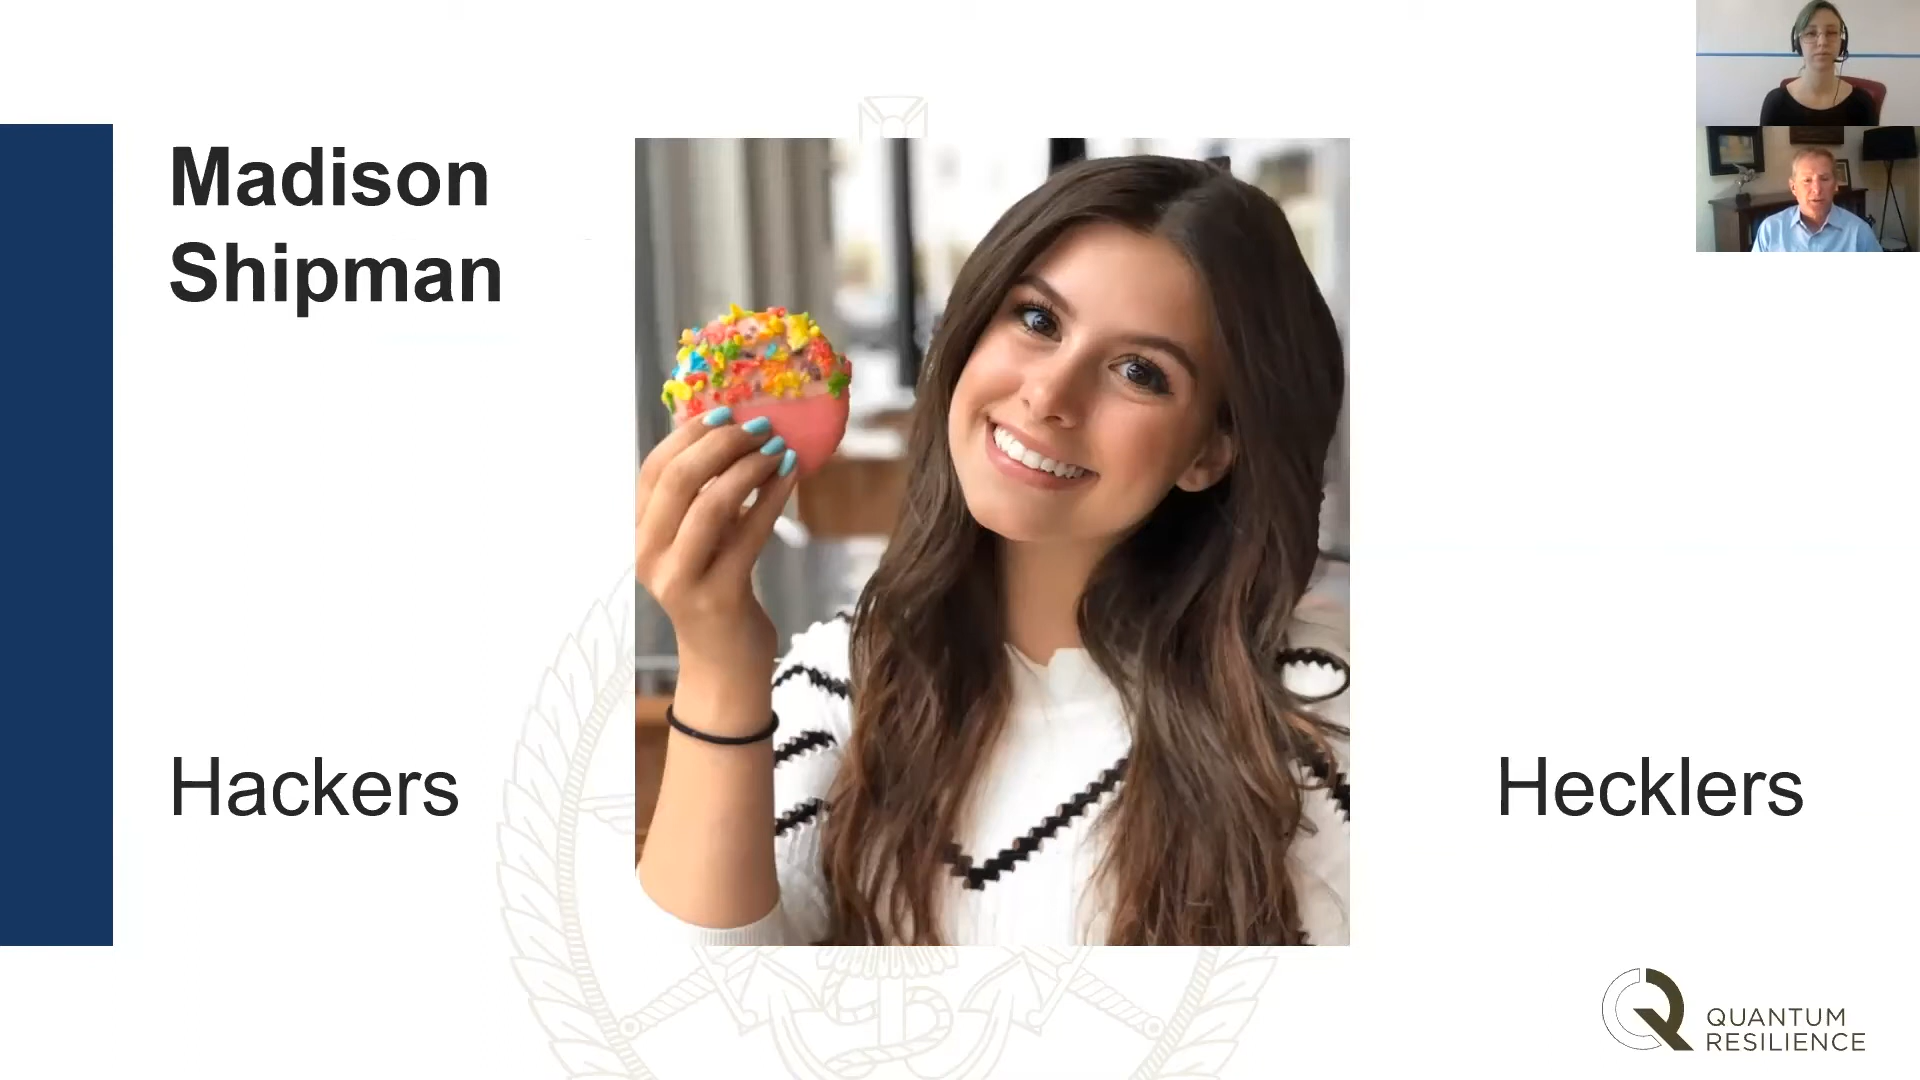 Madison
Shipman
Hackers
Hecklers
QUANTUM
RESILIENCE